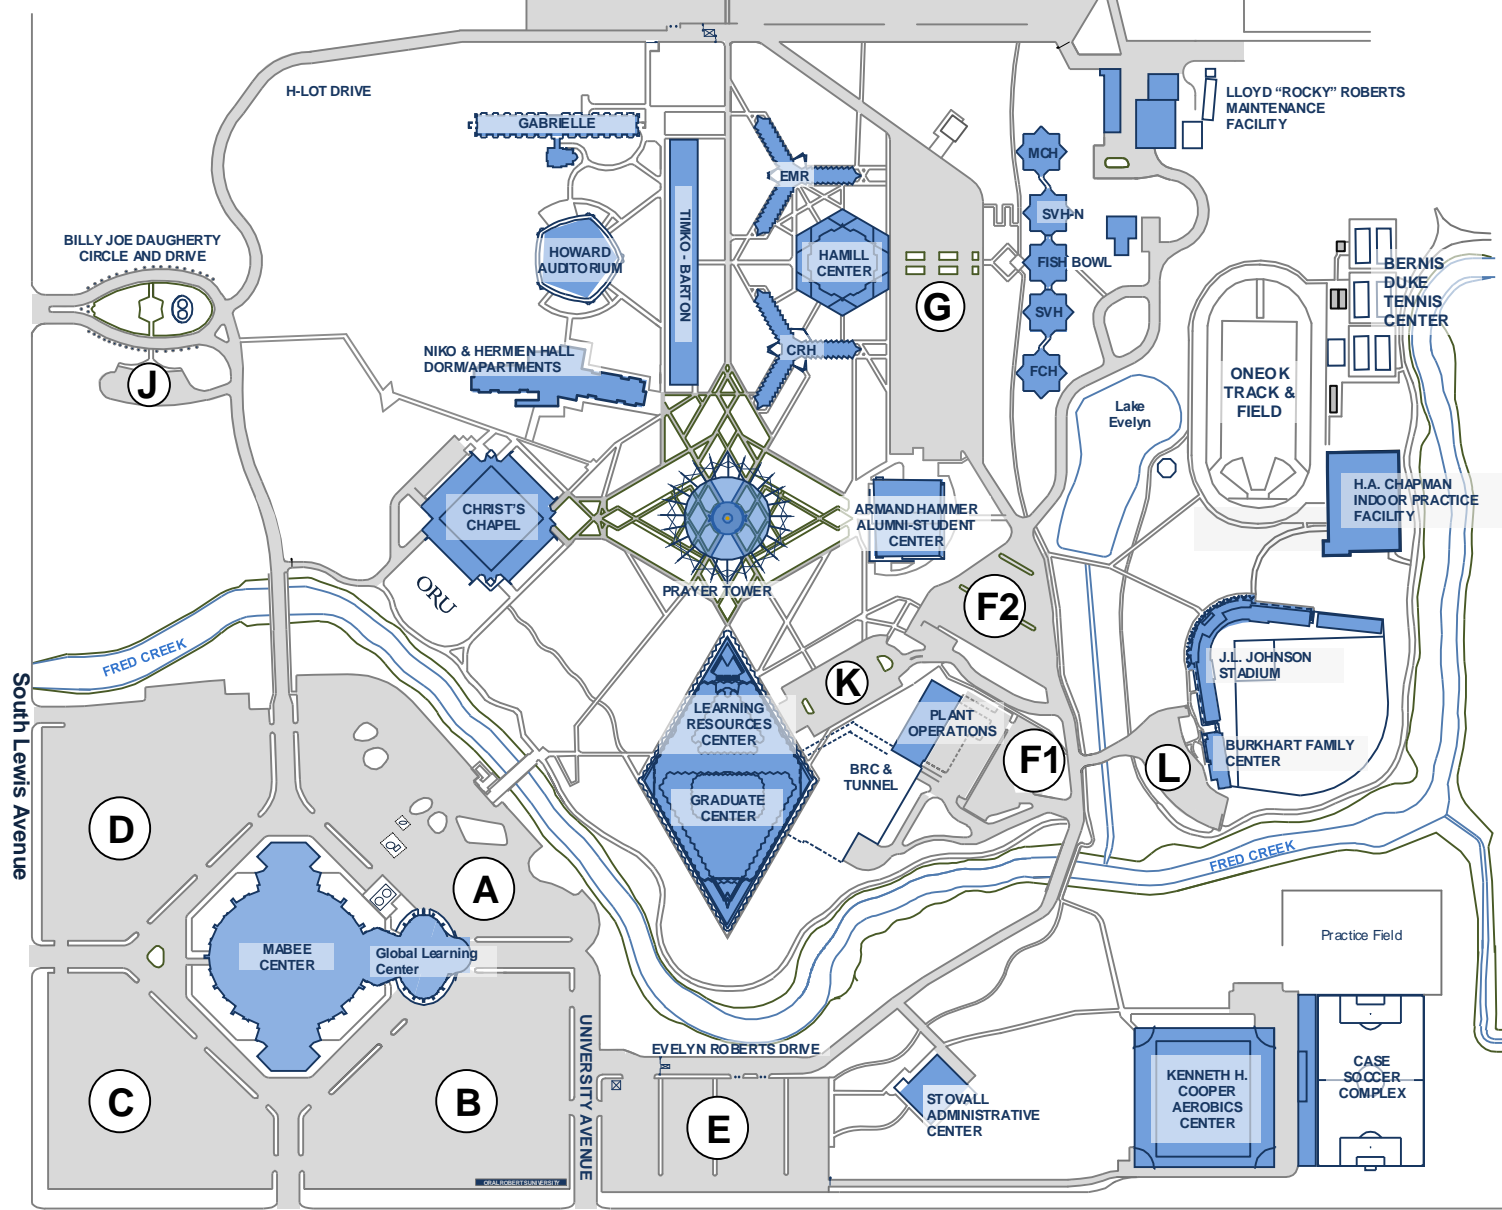 H-LOT DRIVE
GABRIELLE
LLOYD “ROCKY” ROBERTS
MAINTENANCE
FACILITY
MCH
EMR
SVH-N
TIMKO - BARTON
BILLY JOE DAUGHERTY
CIRCLE AND DRIVE
HOWARD
AUDITORIUM
HAMILL
CENTER
FISH BOWL
BERNIS
DUKE
TENNIS
CENTER
G
SVH
NIKO & HERMIEN HALL
DORM/APARTMENTS
CRH
FCH
J
ONEOK
TRACK &
FIELD
Lake
Evelyn
CHRIST'S
CHAPEL
ARMAND HAMMER
ALUMNI-STUDENT
CENTER
H.A. CHAPMAN
INDOOR PRACTICE
FACILITY
ORU
PRAYER TOWER
F2
FRED CREEK
J.L. JOHNSON
STADIUM
K
LEARNING
RESOURCES
CENTER
PLANT
OPERATIONS
BURKHART FAMILY
CENTER
F1
L
BRC &
TUNNEL
South Lewis Avenue
GRADUATE
CENTER
D
FRED CREEK
A
Practice Field
MABEE
CENTER
Global Learning
Center
EVELYN ROBERTS DRIVE
UNIVERSITY AVENUE
KENNETH H.
COOPER
AEROBICS
CENTER
CASE
SOCCER
COMPLEX
C
B
E
STOVALL
ADMINISTRATIVE
CENTER
ORAL ROBERTS UNIVERSITY